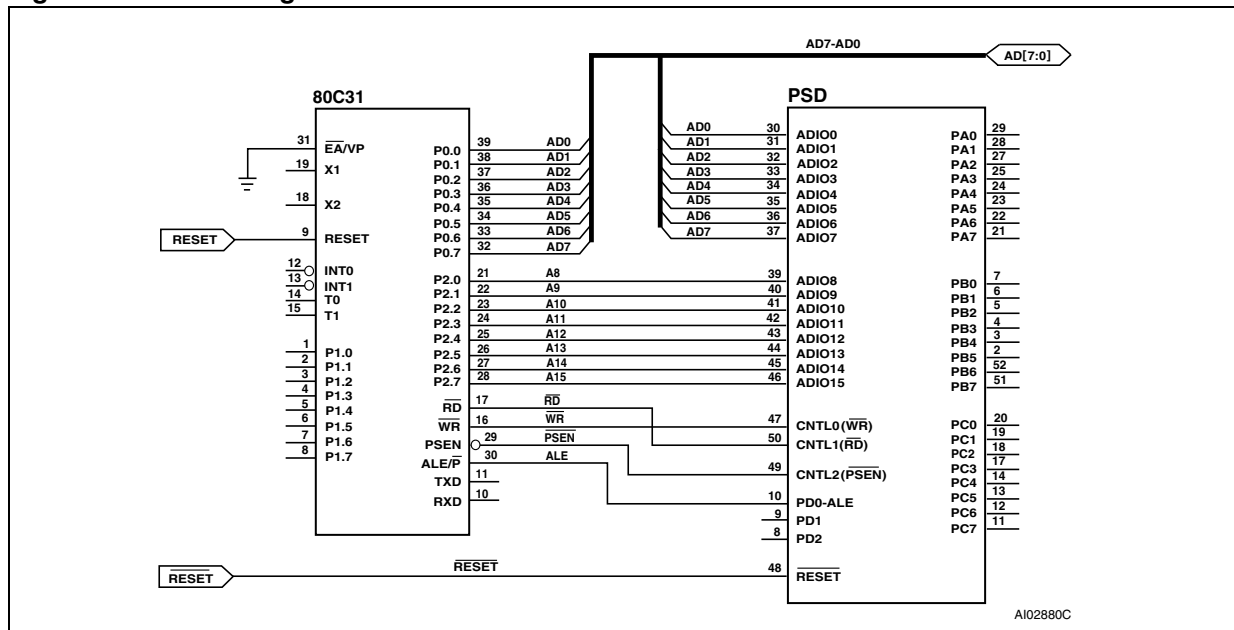 AD7-AD0
AD[7:0]
80C31
PSD
31
EA/VP
19
X1
18
X2
RESET
9
RESET
12
INT0
13
INT1
14
T0
15
T1
1
P1.0
2
P1.1
3
P1.2
4
P1.3
5
P1.4
6
P1.5
7
P1.6
8
P1.7
P0.0 39 AD0
P0.1 38 AD1
P0.2 37 AD2
P0.3 36 AD3
P0.4 35 AD4
P0.5 34 AD5
P0.6 33 AD6
P0.7 32 AD7
P2.0 21 A8
P2.1 22 A9
P2.2 23 A10
P2.3 24 A11
P2.4 25 A12
P2.5 26 A13
P2.6 27 A14
P2.7 28 A15
RD 17 RD
WR 16 WR
PSEN 29 PSEN
ALE/P 30 ALE
TXD 11
RXD 10
AD0 30 ADIO0
AD1 31 ADIO1
AD2 32 ADIO2
AD3 33 ADIO3
AD4 34 ADIO4
AD5 35 ADIO5
AD6 36 ADIO6
AD7 37 ADIO7
39 ADIO8
40 ADIO9
41 ADIO10
42 ADIO11
43 ADIO12
44 ADIO13
45 ADIO14
46 ADIO15
47 CNTL0(WR)
50 CNTL1(RD)
49 CNTL2(PSEN)
10 PD0-ALE
9 PD1
8 PD2
48 RESET
PA0 29
PA1 28
PA2 27
PA3 25
PA4 24
PA5 23
PA6 22
PA7 21
PB0 7
PB1 6
PB2 5
PB3 4
PB4 3
PB5 2
PB6 52
PB7 51
PC0 20
PC1 19
PC2 18
PC3 17
PC4 14
PC5 13
PC6 12
PC7 11
RESET
RESET
AI02880C